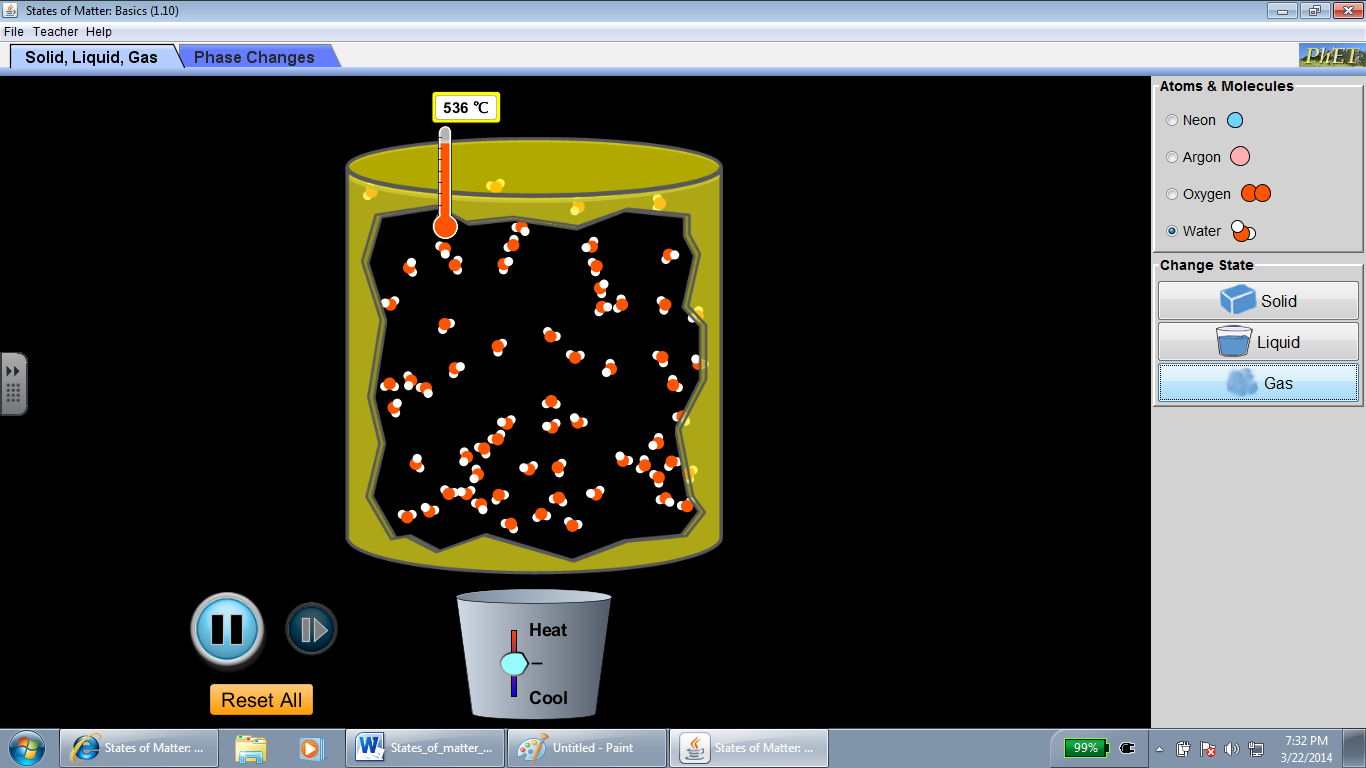 States of Matter: Basics (1.10)
File Teacher Help
Solid, Liquid, Gas
Phase Changes
PhET
536 ℃
Atoms & Molecules
Neon
Argon
Oxygen
Water
Change State
Solid
Liquid
Gas
Heat
Cool
Reset All
States of Matter: ...
States_of_matter_...
Untitled - Paint
States of Matter: ...
99%
7:32 PM
3/22/2014